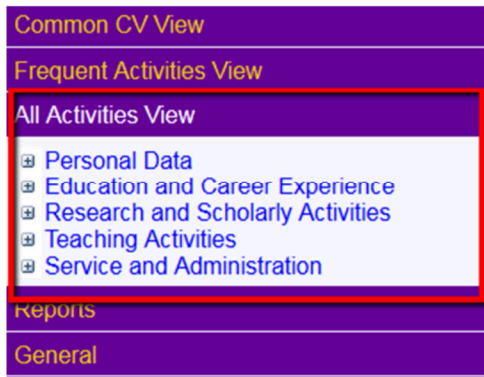 Common CV View
Frequent Activities View
All Activities View
Personal Data
Education and Career Experience
Research and Scholarly Activities
Teaching Activities
Service and Administration
Reports
General